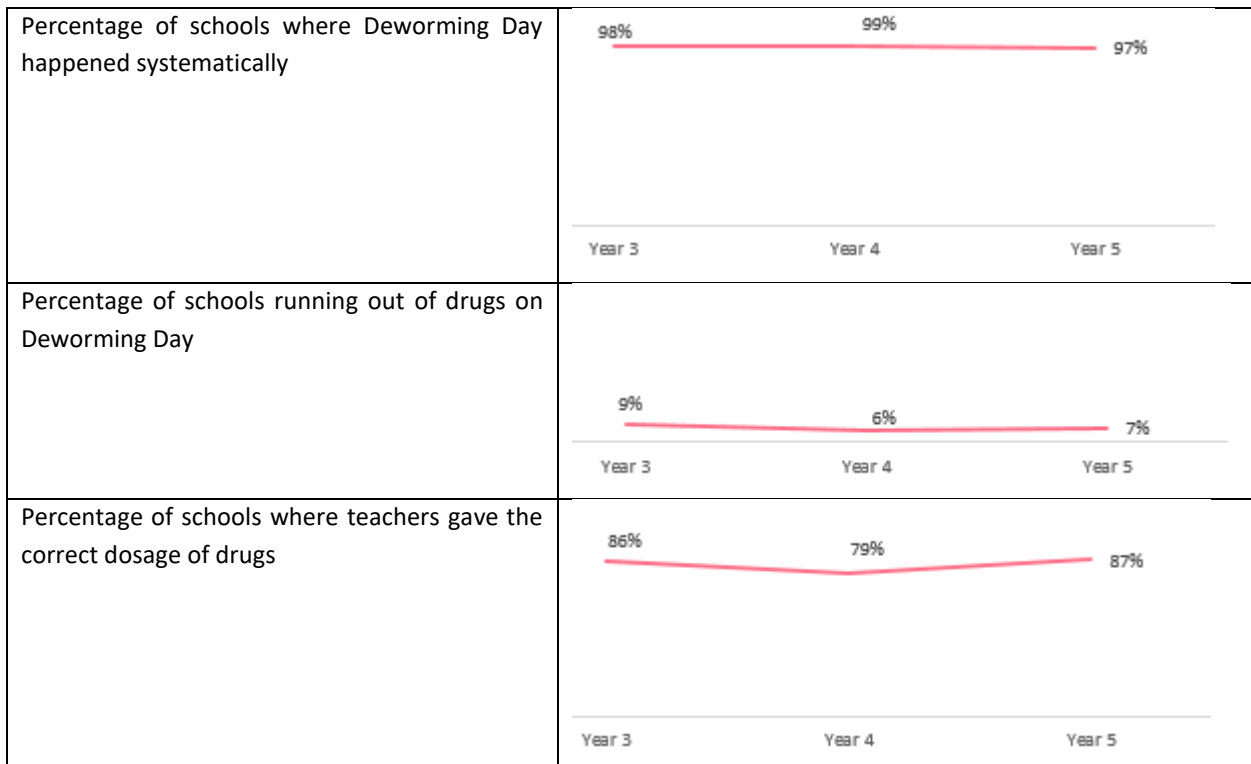 Percentage of schools where Deworming Day
happened systematically
98%
99%
97%
Year 3
Year 4
Year 5
Percentage of schools running out of drugs on
Deworming Day
9%
6%
7%
Year 3
Year 4
Year 5
Percentage of schools where teachers gave the
correct dosage of drugs
86%
79%
87%
Year 3
Year 4
Year 5